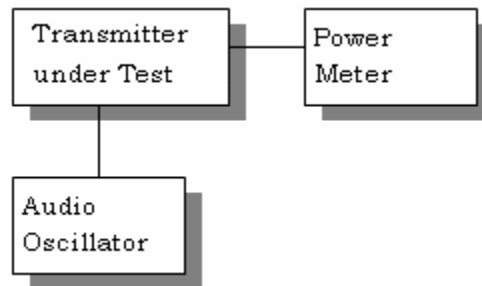 Transmitter
under Test
Power
Meter
Audio
Oscillator